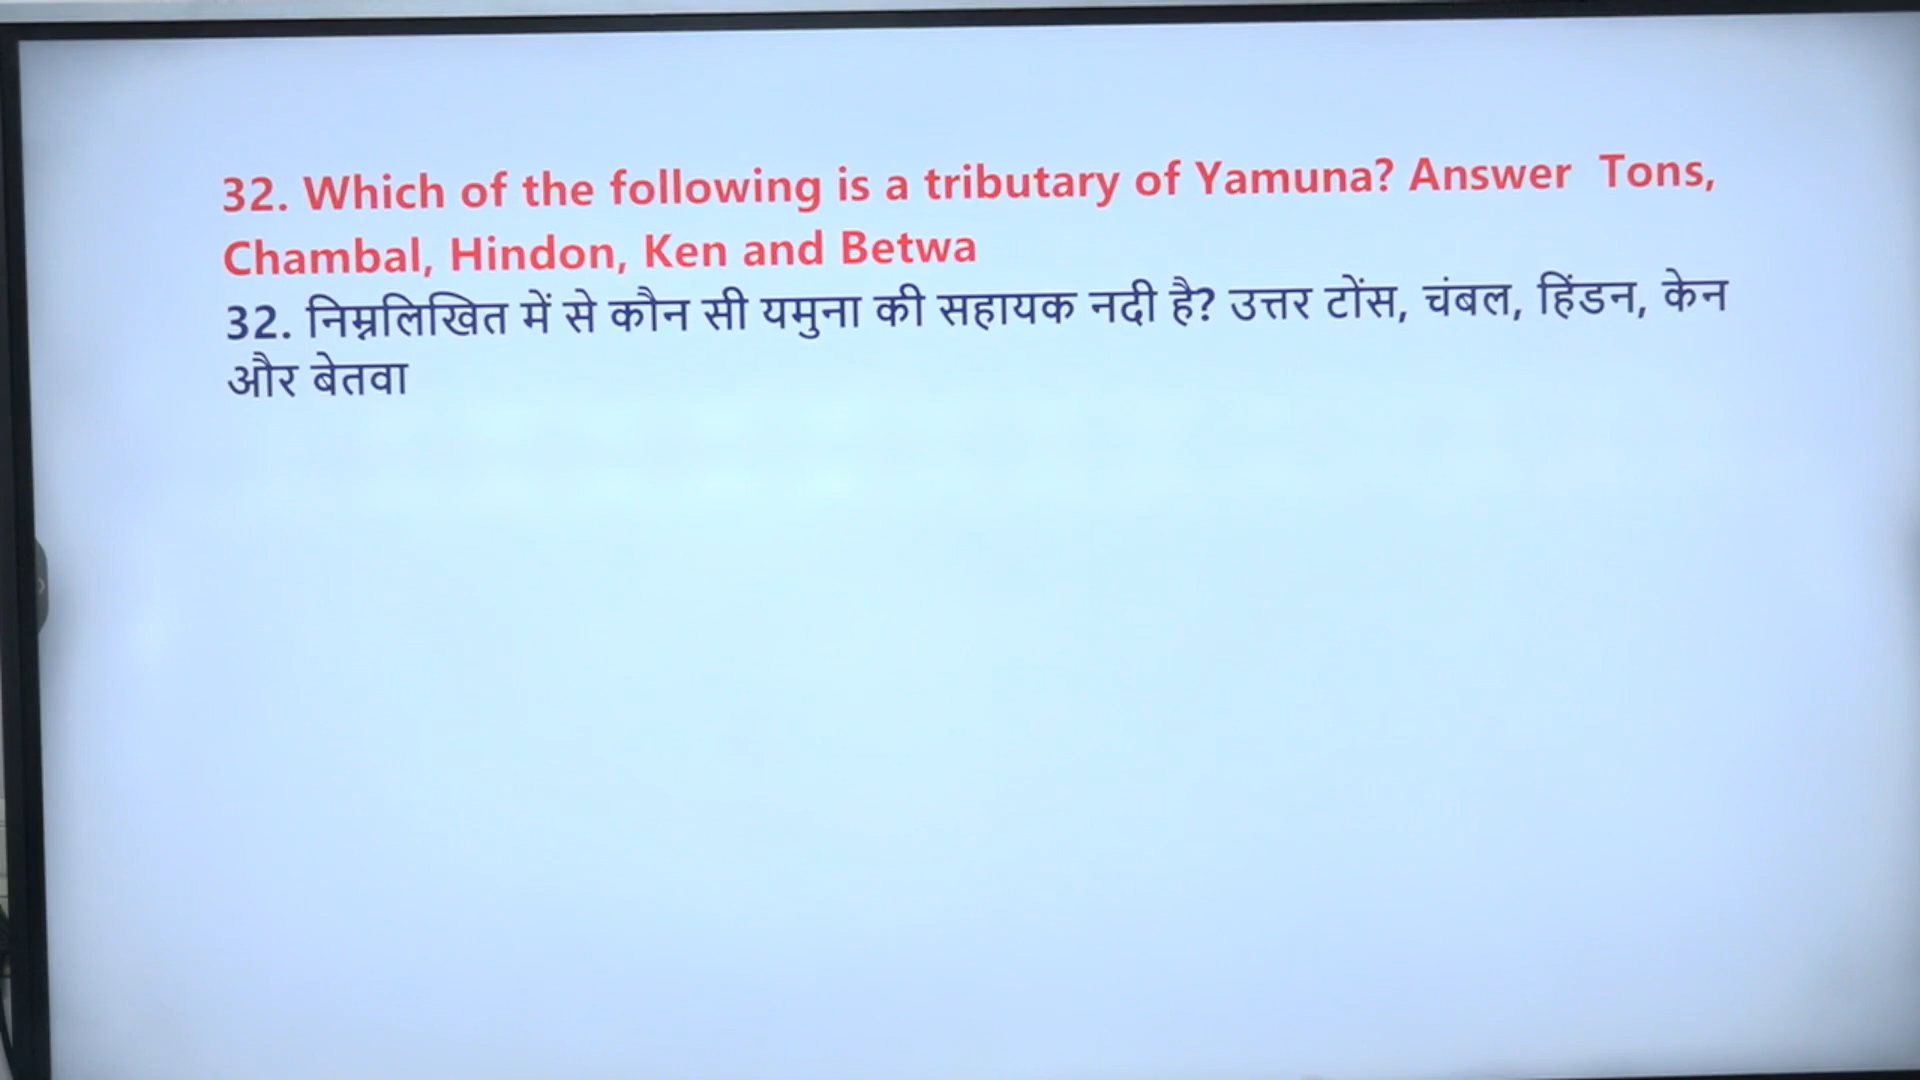 32. Which of the following is a tributary of Yamuna? Answer Tons,
Chambal, Hindon, Ken and Betwa
32. निम्नलिखित में से कौन सी यमुना की सहायक नदी है? उत्तर टोंस, चंबल, हिंडन, केन
और बेतवा